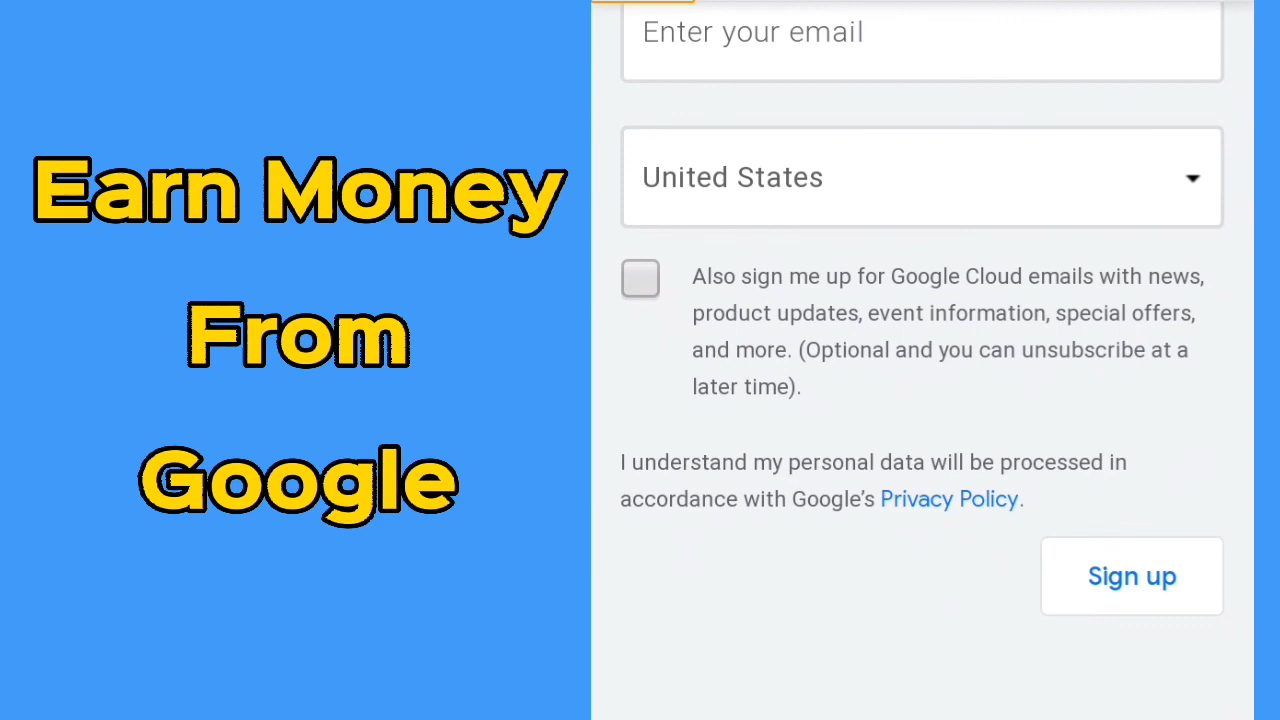 Earn Money
From
Google
Enter your email
United States
Also sign me up for Google Cloud emails with news,
product updates, event information, special offers,
and more. (Optional and you can unsubscribe at a
later time).
I understand my personal data will be processed in
accordance with Google’s Privacy Policy.
Sign up